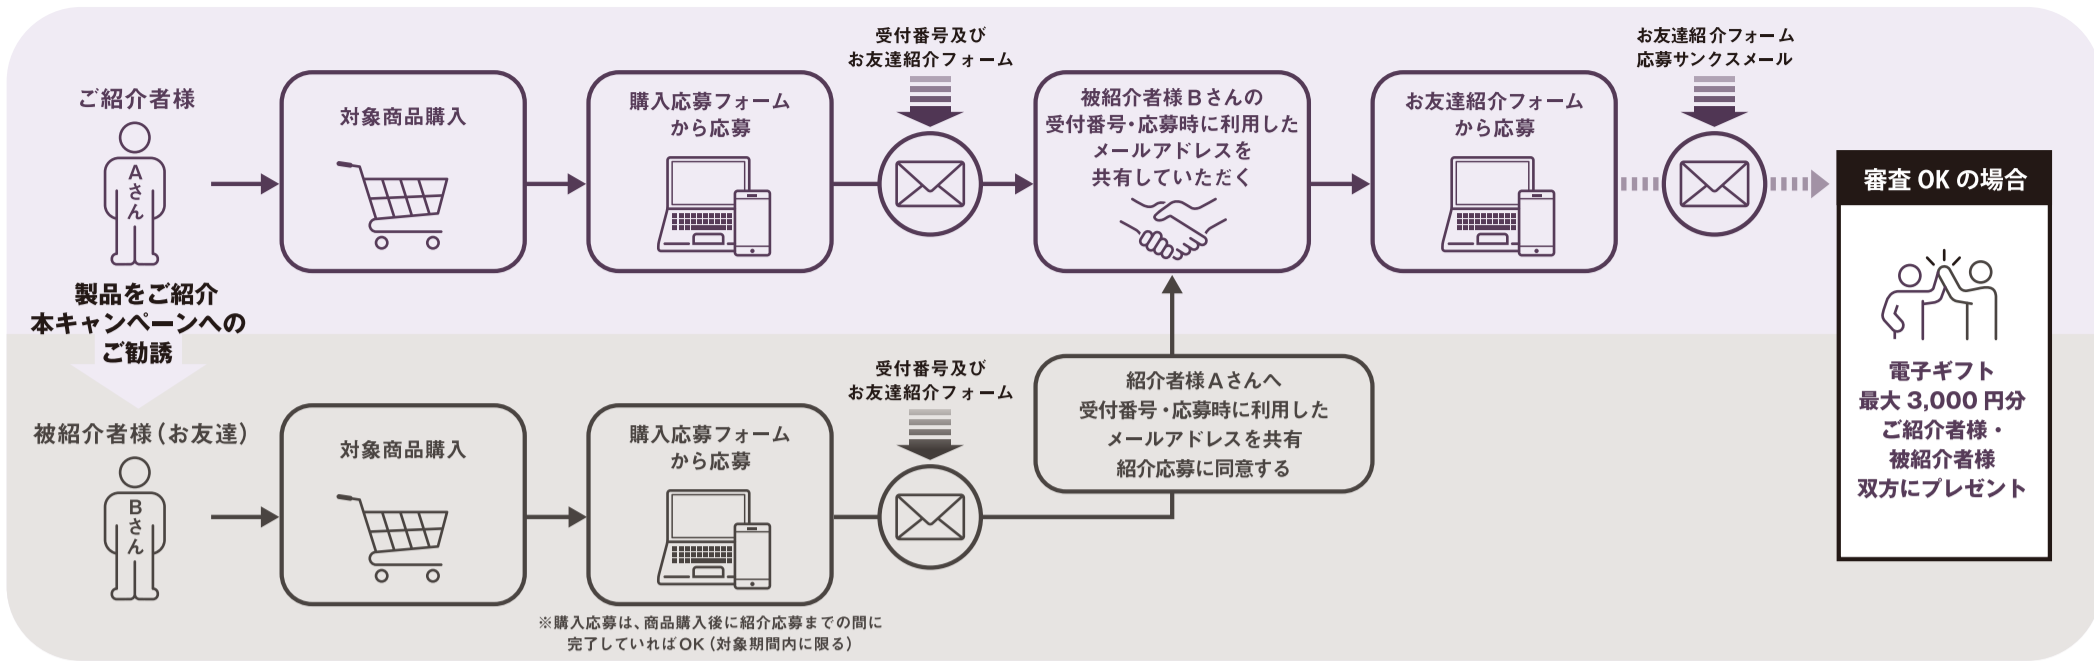 ご紹介者様
Aさん
対象商品購入
購入応募フォーム
から応募
受付番号及び
お友達紹介フォーム
被紹介者様Bさんの
受付番号・応募時に利用した
メールアドレスを
共有していただく
お友達紹介フォーム
から応募
お友達紹介フォーム
応募サンクスメール
審査OKの場合
電子ギフト
最大3,000円分
ご紹介者様・
被紹介者様
双方にプレゼント
製品をご紹介
本キャンペーンへの
ご勧誘
被紹介者様（お友達）
Bさん
対象商品購入
購入応募フォーム
から応募
受付番号及び
お友達紹介フォーム
紹介者様Aさんへ
受付番号・応募時に利用した
メールアドレスを共有
紹介応募に同意する
※購入応募は、商品購入後に紹介応募までの間に
完了していればOK（対象期間内に限る）